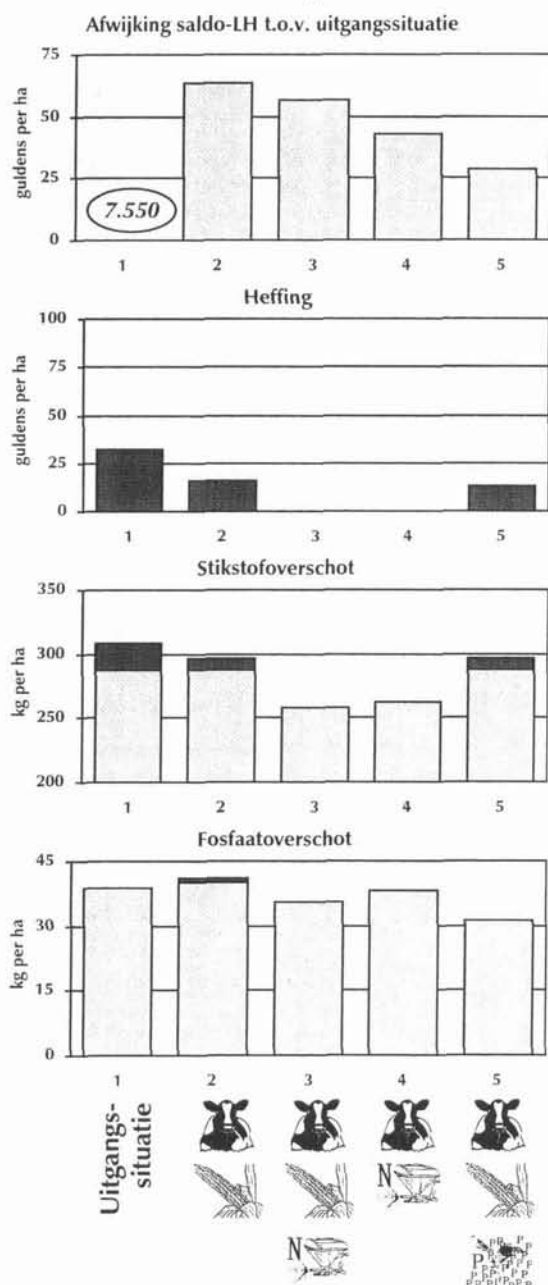 Afwijking saldo-LH t.o.v. uitgangssituatie
guldens per ha
75
50
25
0
7.550
1 2 3 4 5
Heffing
guldens per ha
100
75
50
25
0
1 2 3 4 5
Stikstofoverschot
kg per ha
350
300
250
200
1 2 3 4 5
Fosfaatoverschot
kg per ha
45
30
15
0
1 2 3 4 5
Uitgangs-
situatie
N
N
P